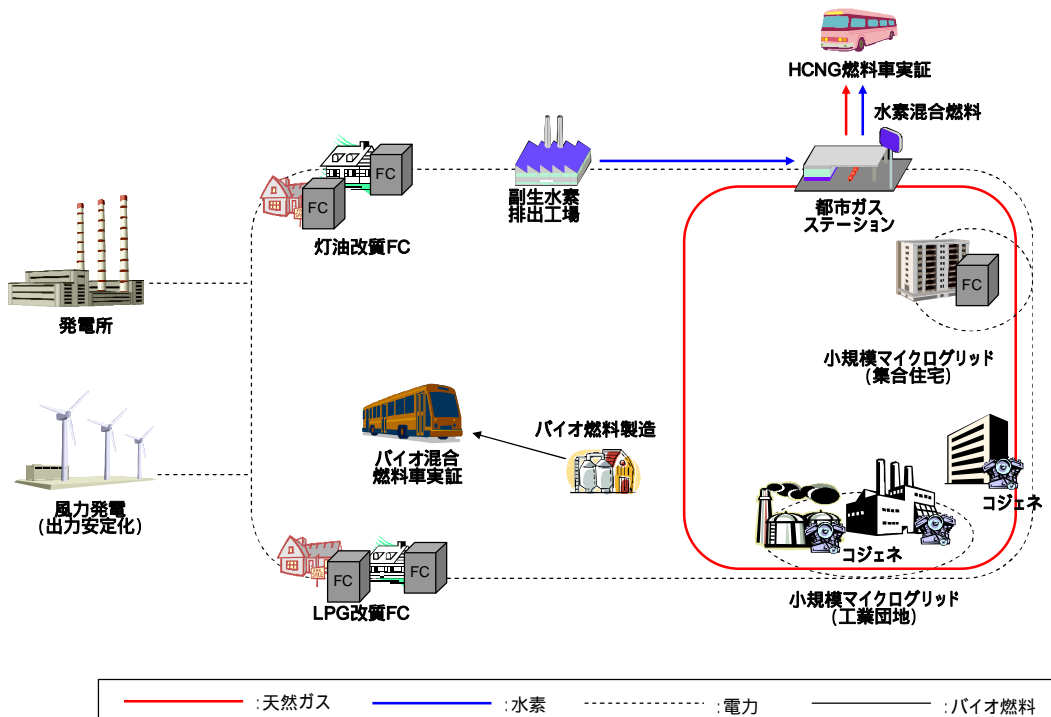 HCNG燃料車実証
水素混合燃料
FC
FC
灯油改質FC
副生水素
排出工場
都市ガス
ステーション
発電所
FC
小規模マイクログリッド
(集合住宅)
バイオ混合
燃料車実証
バイオ燃料製造
風力発電
(出力安定化)
コジェネ
コジェネ
FC
FC
LPG改質FC
小規模マイクログリッド
(工業団地)
:天然ガス
:水素
:電力
:バイオ燃料